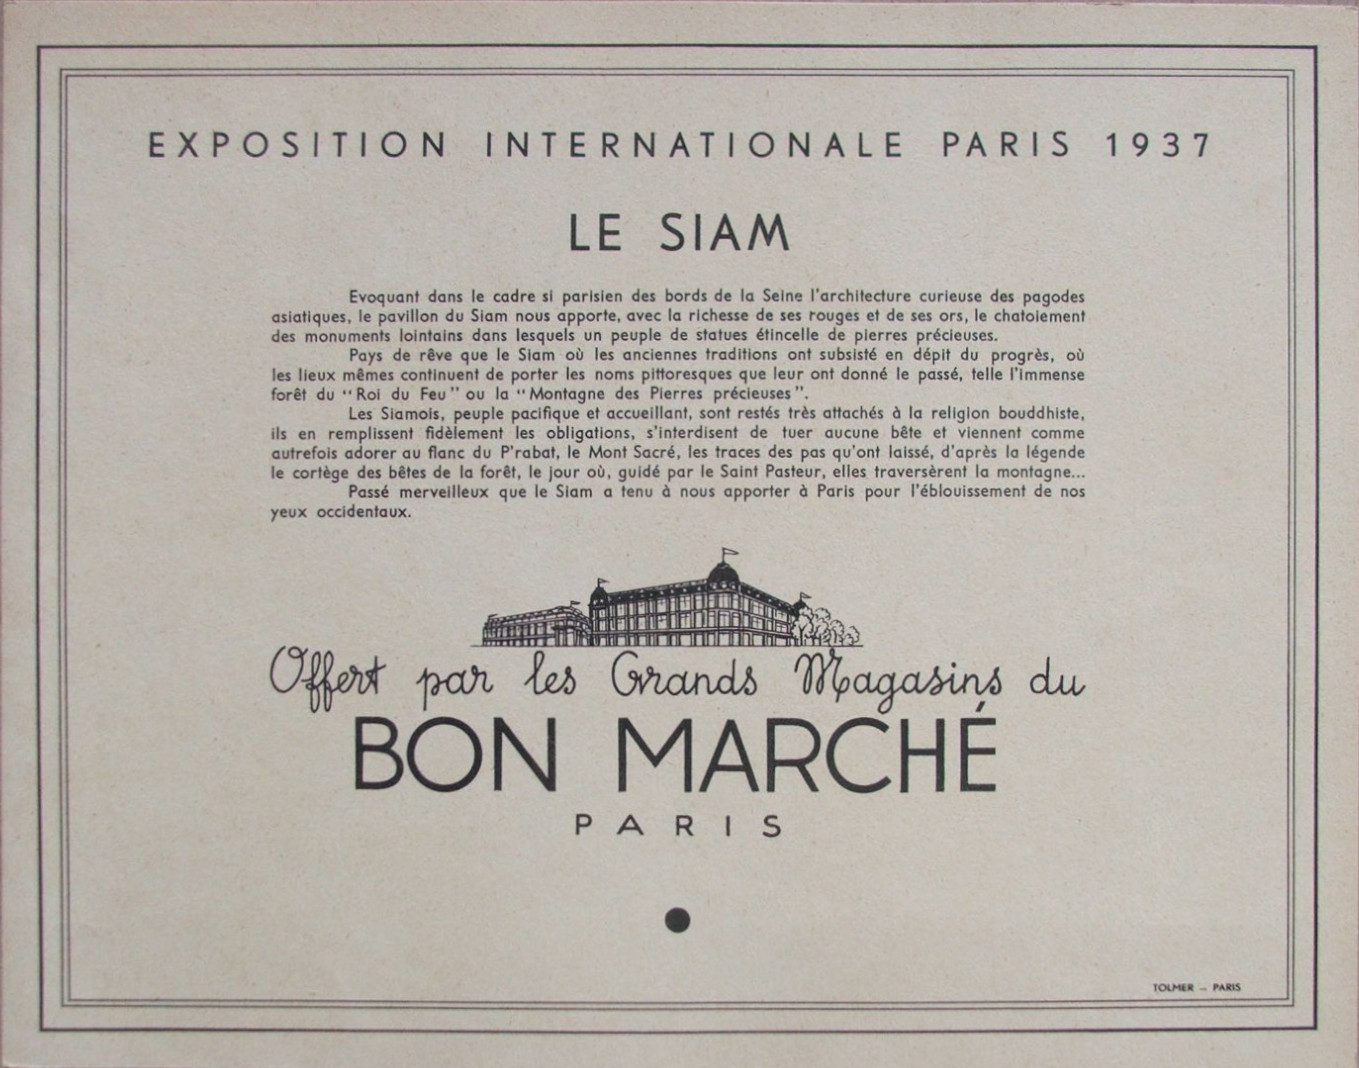 EXPOSITION INTERNATIONALE PARIS 1937
LE SIAM
Evoquant dans le cadre si parisien des bords de la Seine l'architecture curieuse des pagodes
asiatiques, le pavillon du Siam nous apporte, avec la richesse de ses rouges et de ses ors, le chatoiement
des monuments lointains dans lesquels un peuple de statues étincelle de pierres précieuses.
Pays de rêve que le Siam où les anciennes traditions ont subsisté en dépit du progrès, où
les lieux mêmes continuent de porter les noms pittoresques que leur ont donné le passé, telle l'immense
forêt du “Roi du Feu” ou la “Montagne des Pierres précieuses”.
Les Siamois, peuple pacifique et accueillant, sont restés très attachés à la religion bouddhiste,
ils en remplissent fidèlement les obligations, s'interdisent de tuer aucune bête et viennent comme
autrefois adorer au flanc du P'rabat, le Mont Sacré, les traces des pas qu'ont laissé, d'après la légende
le cortège des bêtes de la forêt, le jour où, guidé par le Saint Pasteur, elles traversèrent la montagne...
Passé merveilleux que le Siam a tenu à nous apporter à Paris pour l'éblouissement de nos
yeux occidentaux.
Offert par les Grands Magasins du
BON MARCHÉ
PARIS
TOLMER - PARIS